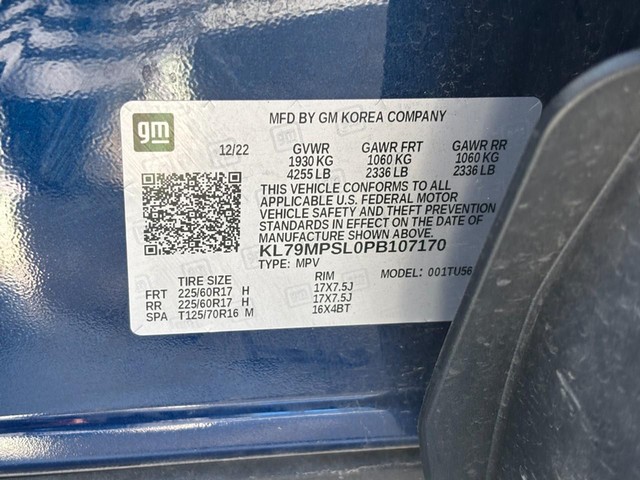 gm
MFD BY GM KOREA COMPANY
12/22 GVWR GAWR FRT GAWR RR
1930 KG 1060 KG 1060 KG
4255 LB 2336 LB 2336 LB
THIS VEHICLE CONFORMS TO ALL
APPLICABLE U.S. FEDERAL MOTOR
VEHICLE SAFETY AND THEFT PREVENTION
STANDARDS IN EFFECT ON THE DATE OF
MANUFACTURE SHOWN ABOVE.
KL79MPSL0PB107170
TYPE: MPV MODEL: 001TU56
TIRE SIZE RIM
FRT 225/60R17 H 17X7.5J
RR 225/60R17 H 17X7.5J
SPA T125/70R16 M 16X4BT